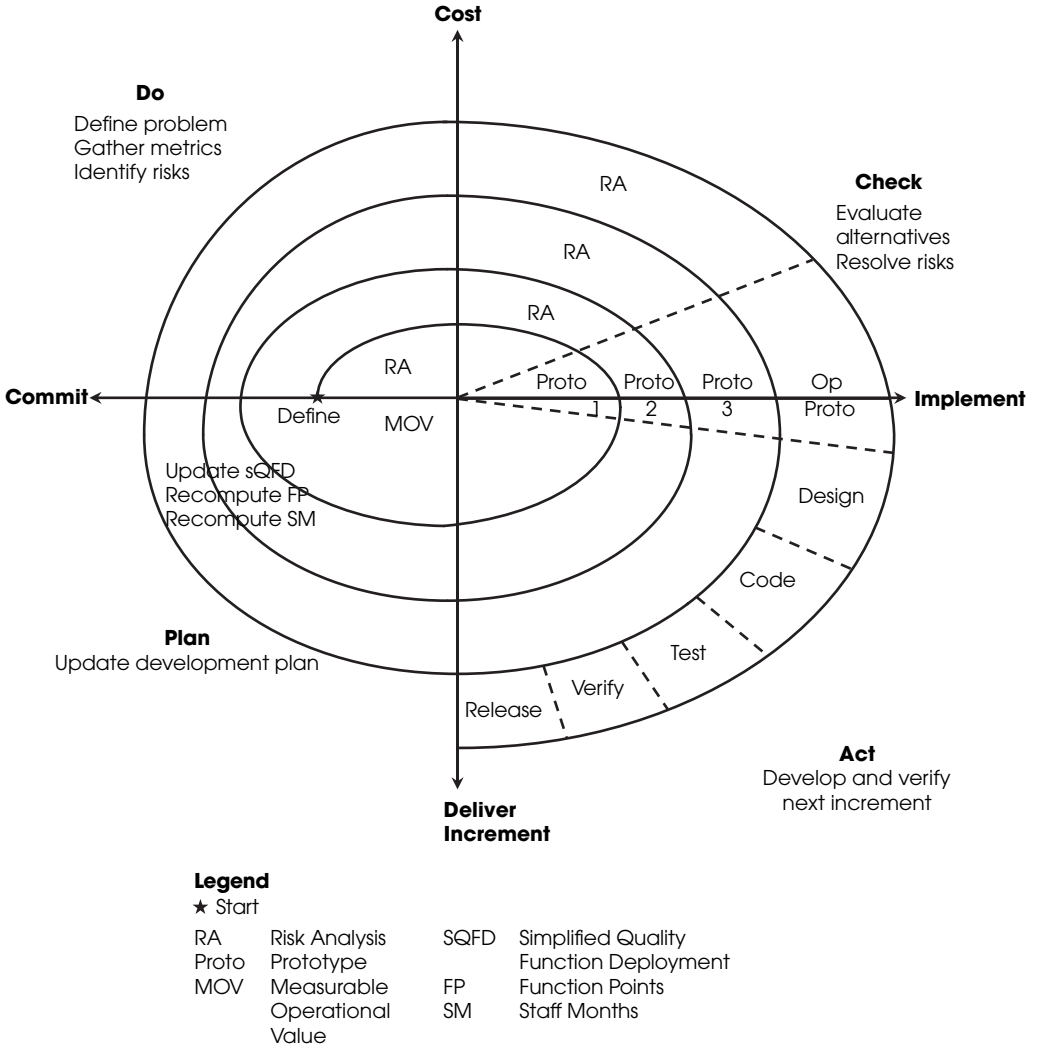 Cost
Do
Define problem
Gather metrics
Identify risks
RA
Check
Evaluate
alternatives
Resolve risks
RA
RA
RA
Proto
1
Proto
2
Proto
3
Op
Proto
Commit
Implement
Define
MOV
Update sQFD
Recompute FP
Recompute SM
Design
Code
Test
Verify
Release
Plan
Update development plan
Act
Develop and verify
next increment
Deliver
Increment
Legend
★ Start
RA Risk Analysis SQFD Simplified Quality
Proto Prototype Function Deployment
MOV Measurable FP Function Points
Operational SM Staff Months
Value